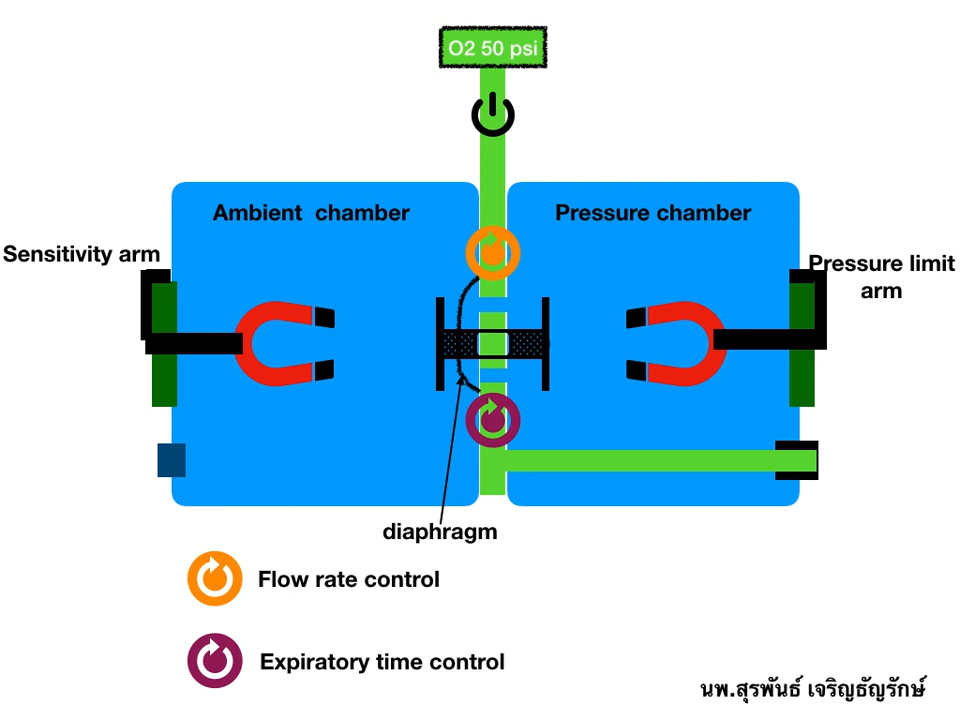 O2 50 psi
Ambient chamber
Pressure chamber
Sensitivity arm
Pressure limit
arm
diaphragm
Flow rate control
Expiratory time control
นพ.สุรพันธ์ เจริญธัญรักษ์